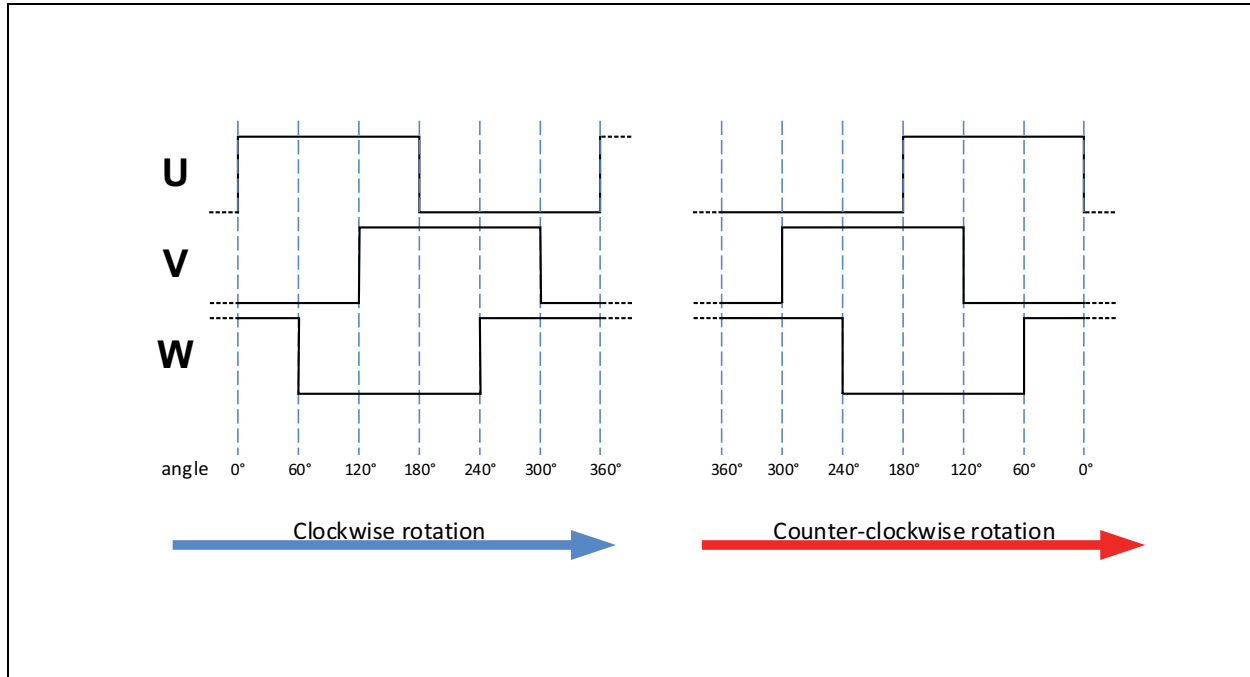 U
V
W
angle 0° 60° 120° 180° 240° 300° 360° 360° 300° 240° 180° 120° 60° 0°
Clockwise rotation Counter-clockwise rotation